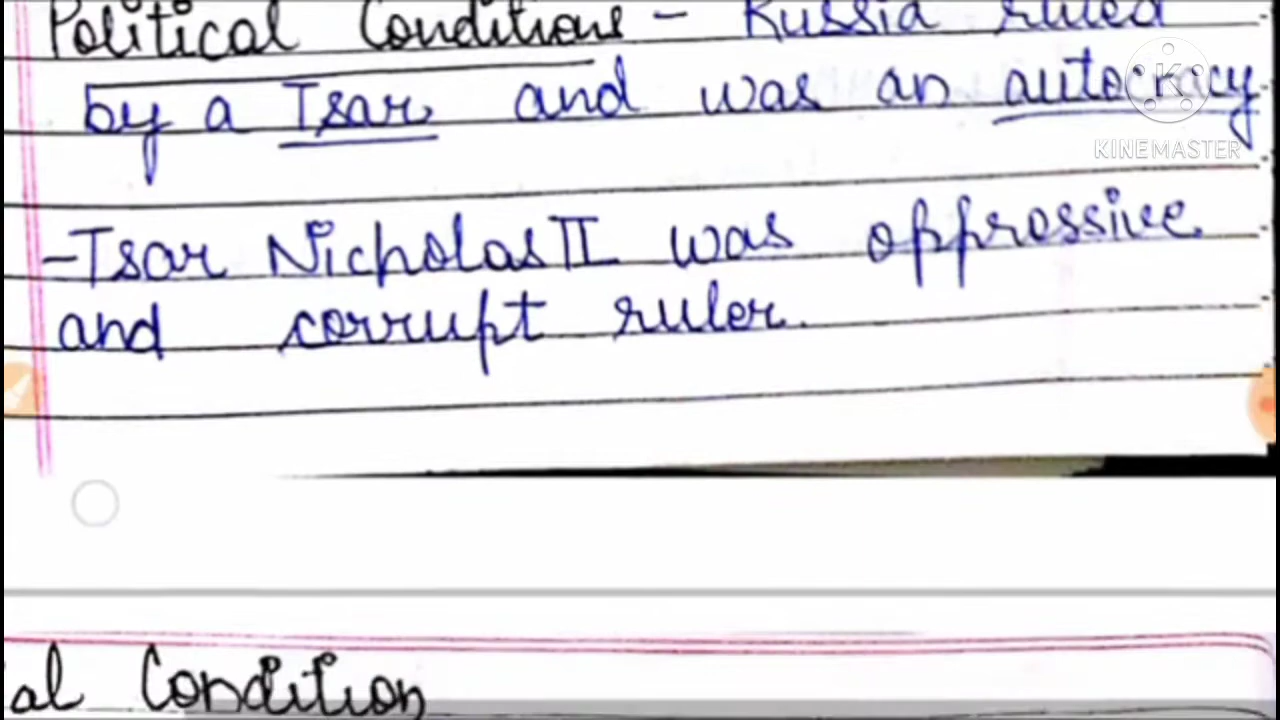 Political Conditions - Russia ruled
by a Tsar and was an autocracy
KINEMASTER
- Tsar Nicholas II was oppressive
and corrupt ruler.
al Condition